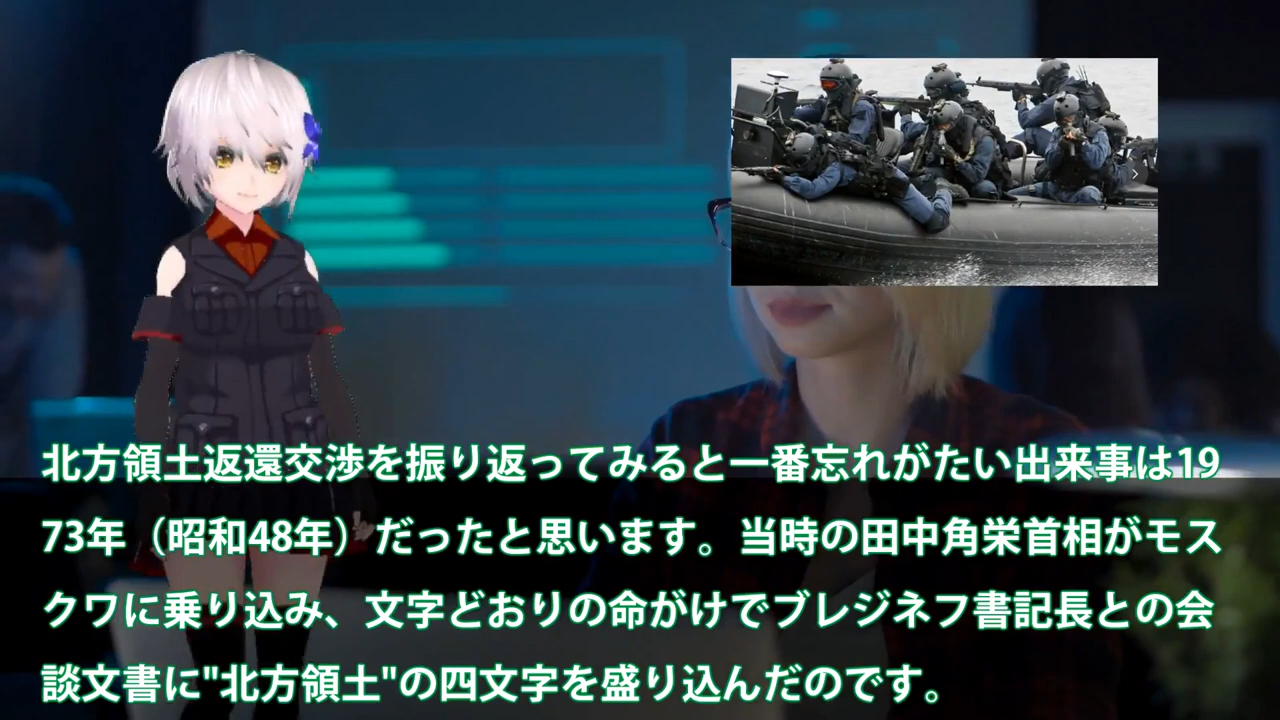 北方領土返還交渉を振り返ってみると一番忘れがたい出来事は19
73年（昭和48年）だったと思います。当時の田中角栄首相がモス
クワに乗り込み、文字どおりの命がけでブレジネフ書記長との会
談文書に"北方領土"の四文字を盛り込んだのです。